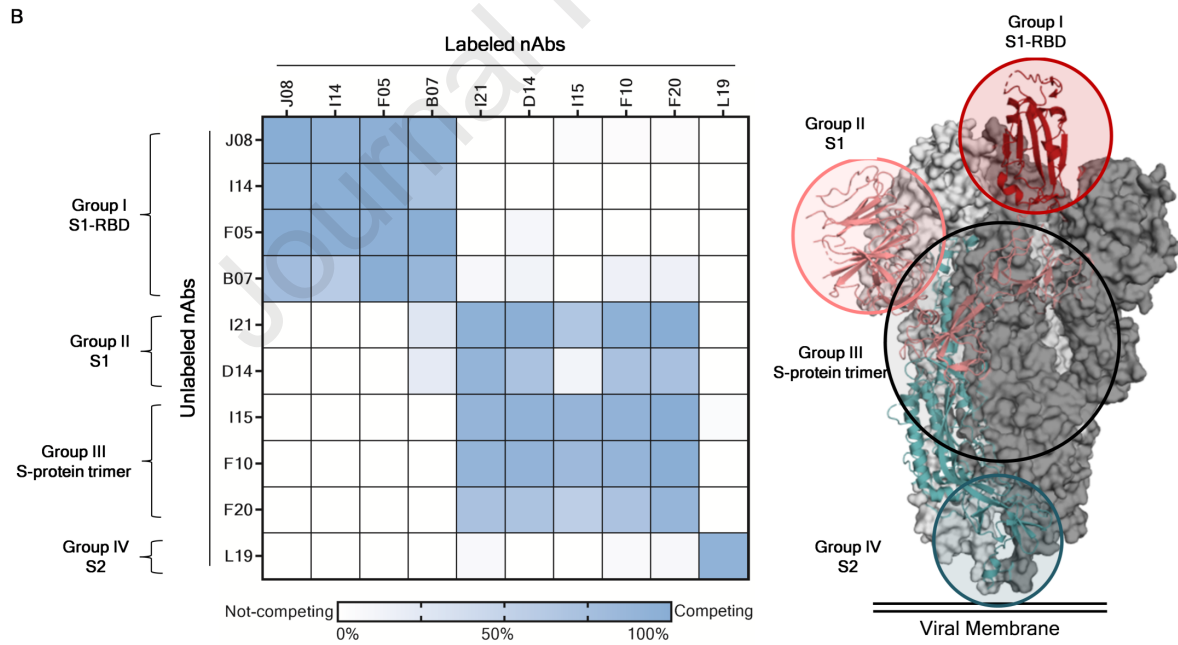 B
Labeled nAbs
J08
I14
F05
B07
I21
D14
I15
F10
F20
L19
Unlabeled nAbs
Group I
S1-RBD
Group II
S1
Group III
S-protein trimer
Group IV
S2
J08
I14
F05
B07
I21
D14
I15
F10
F20
L19
Not-competing
Competing
0%
50%
100%
Group I
S1-RBD
Group II
S1
Group III
S-protein trimer
Group IV
S2
Viral Membrane
Journal